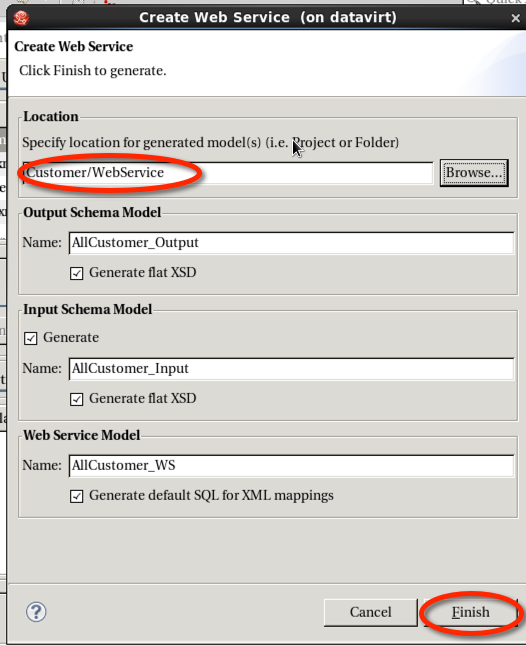 Quick
Create Web Service (on datavirt)
Create Web Service
Click Finish to generate.
Location
Specify location for generated model(s) (i.e. Project or Folder)
Customer/WebService
Browse...
Output Schema Model
Name: AllCustomer_Output
Generate flat XSD
Input Schema Model
Generate
Name: AllCustomer_Input
Generate flat XSD
Web Service Model
Name: AllCustomer_WS
Generate default SQL for XML mappings
?
Cancel
Finish